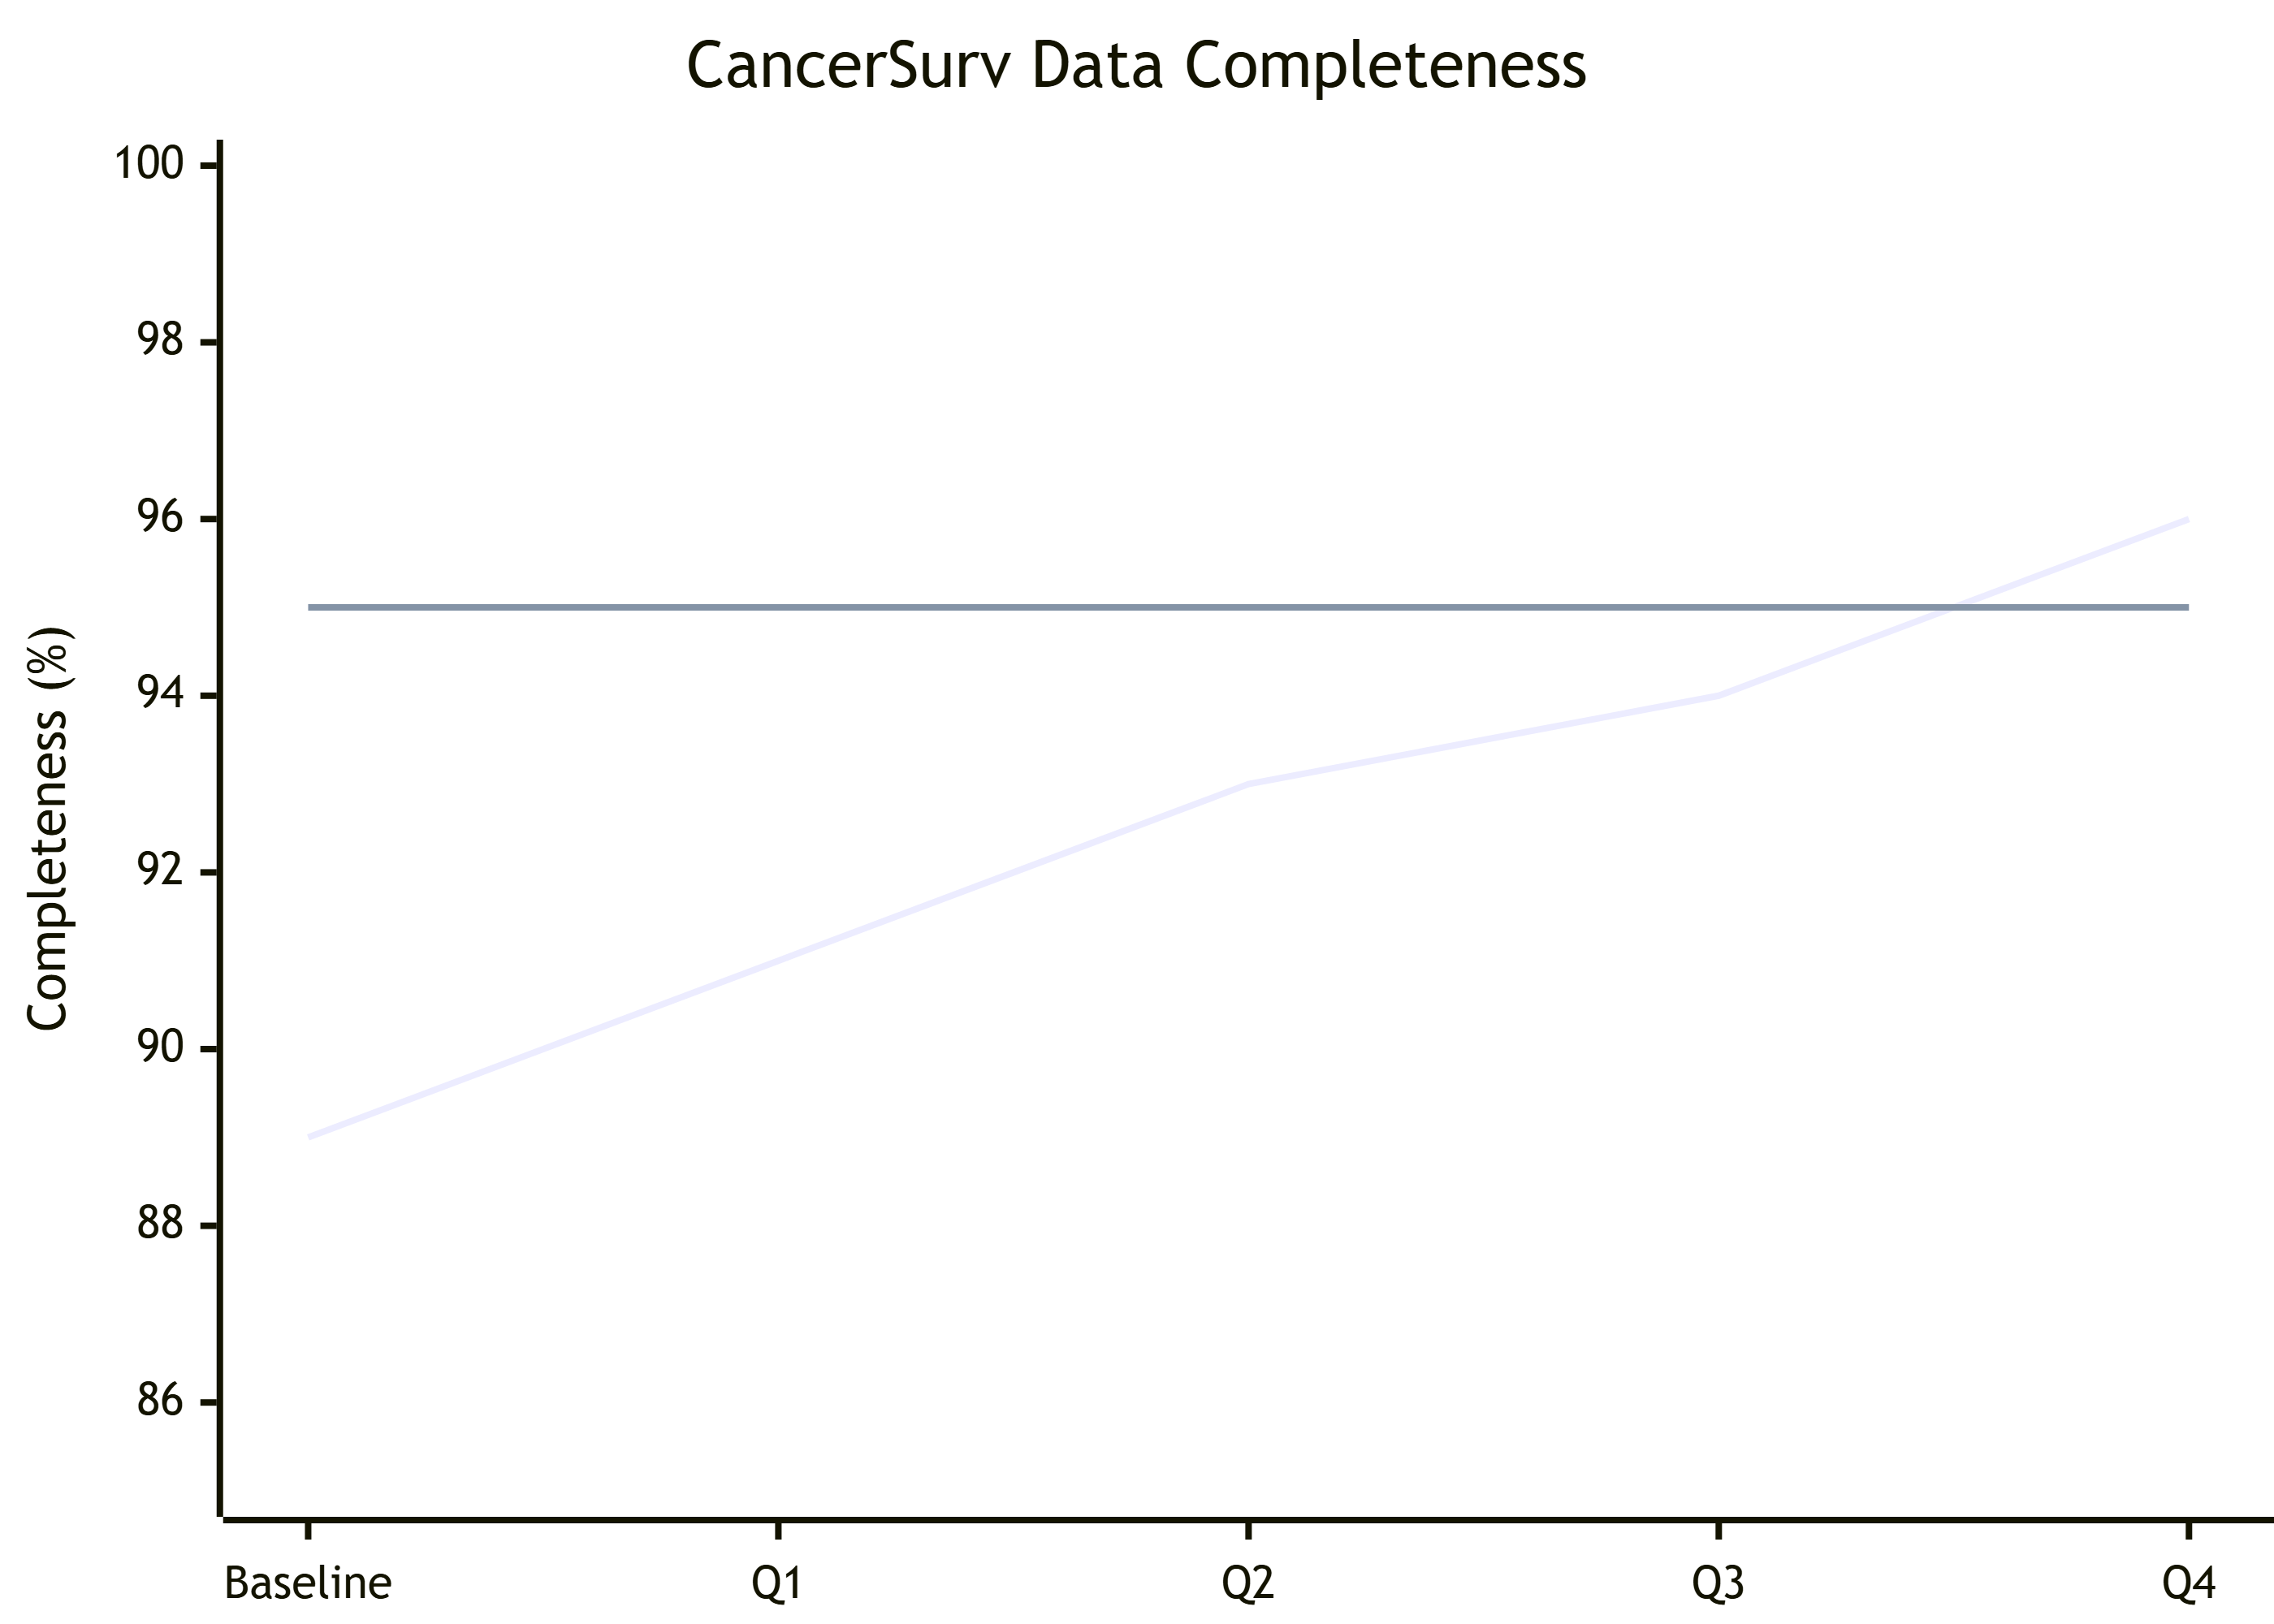 CancerSurv Data Completeness
Completeness (%)
100
98
96
94
92
90
88
86
Baseline Q1 Q2 Q3 Q4